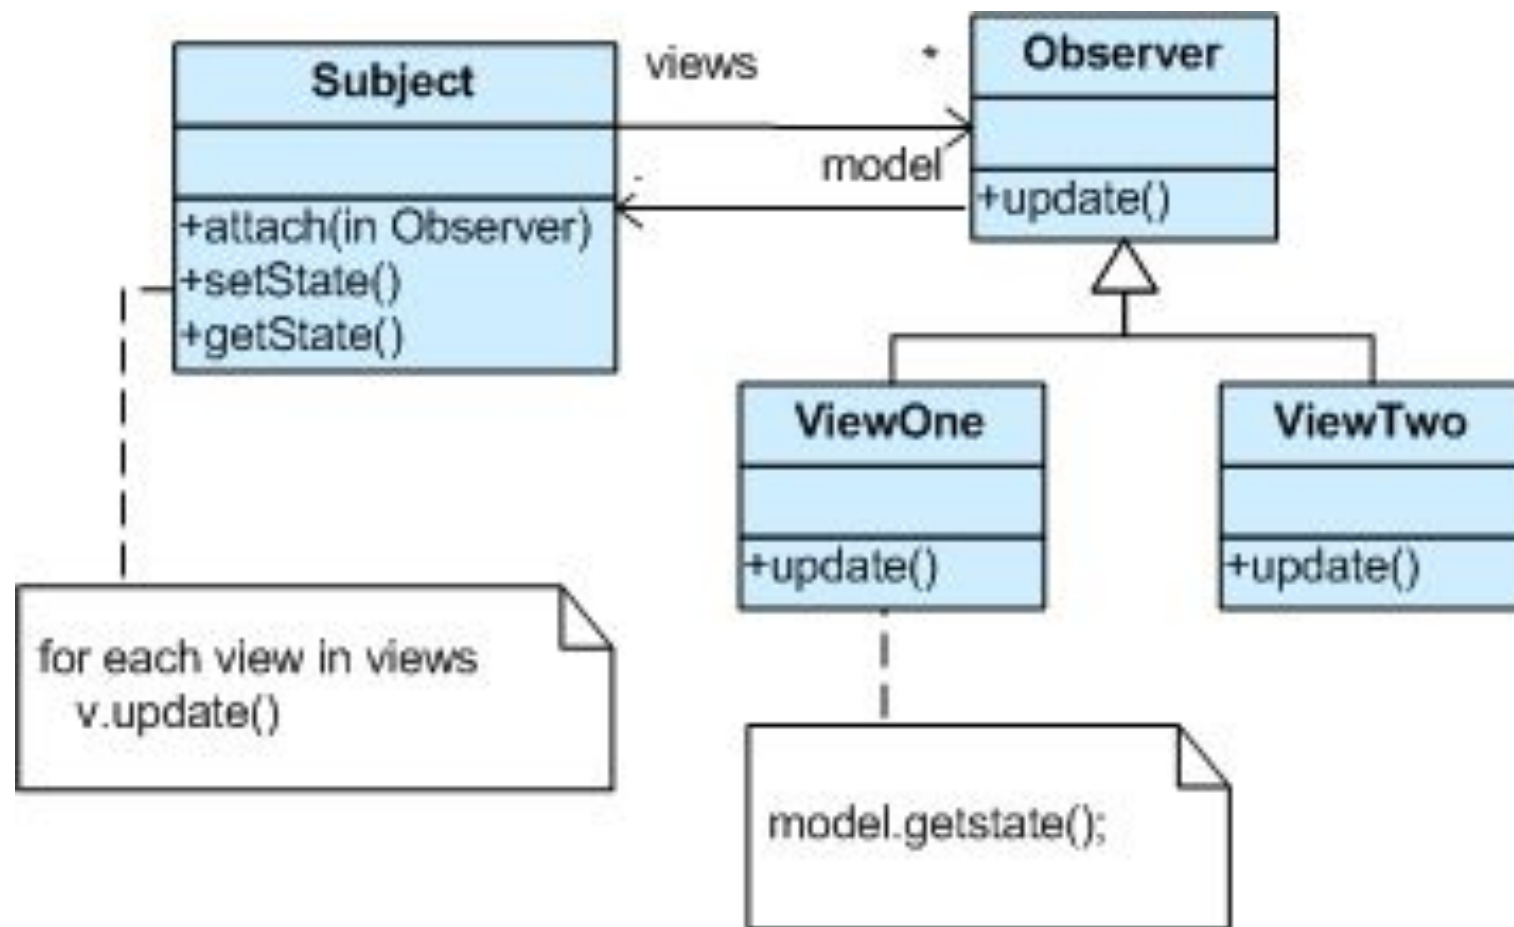 Subject
+attach(in Observer)
+setState()
+getState()
views
*
model
Observer
+update()
ViewOne
+update()
ViewTwo
+update()
for each view in views
v.update()
model.getstate();